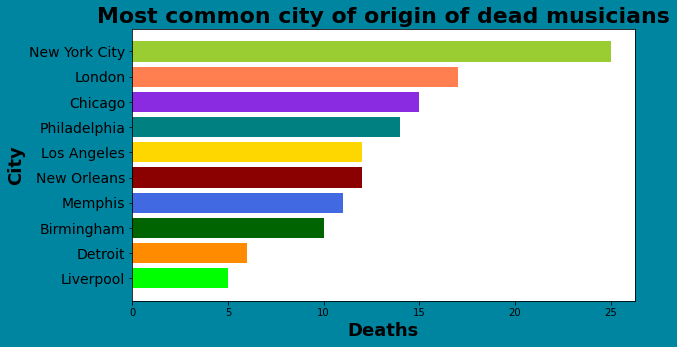 Most common city of origin of dead musicians
City
New York City
London
Chicago
Philadelphia
Los Angeles
New Orleans
Memphis
Birmingham
Detroit
Liverpool
0 5 10 15 20 25
Deaths